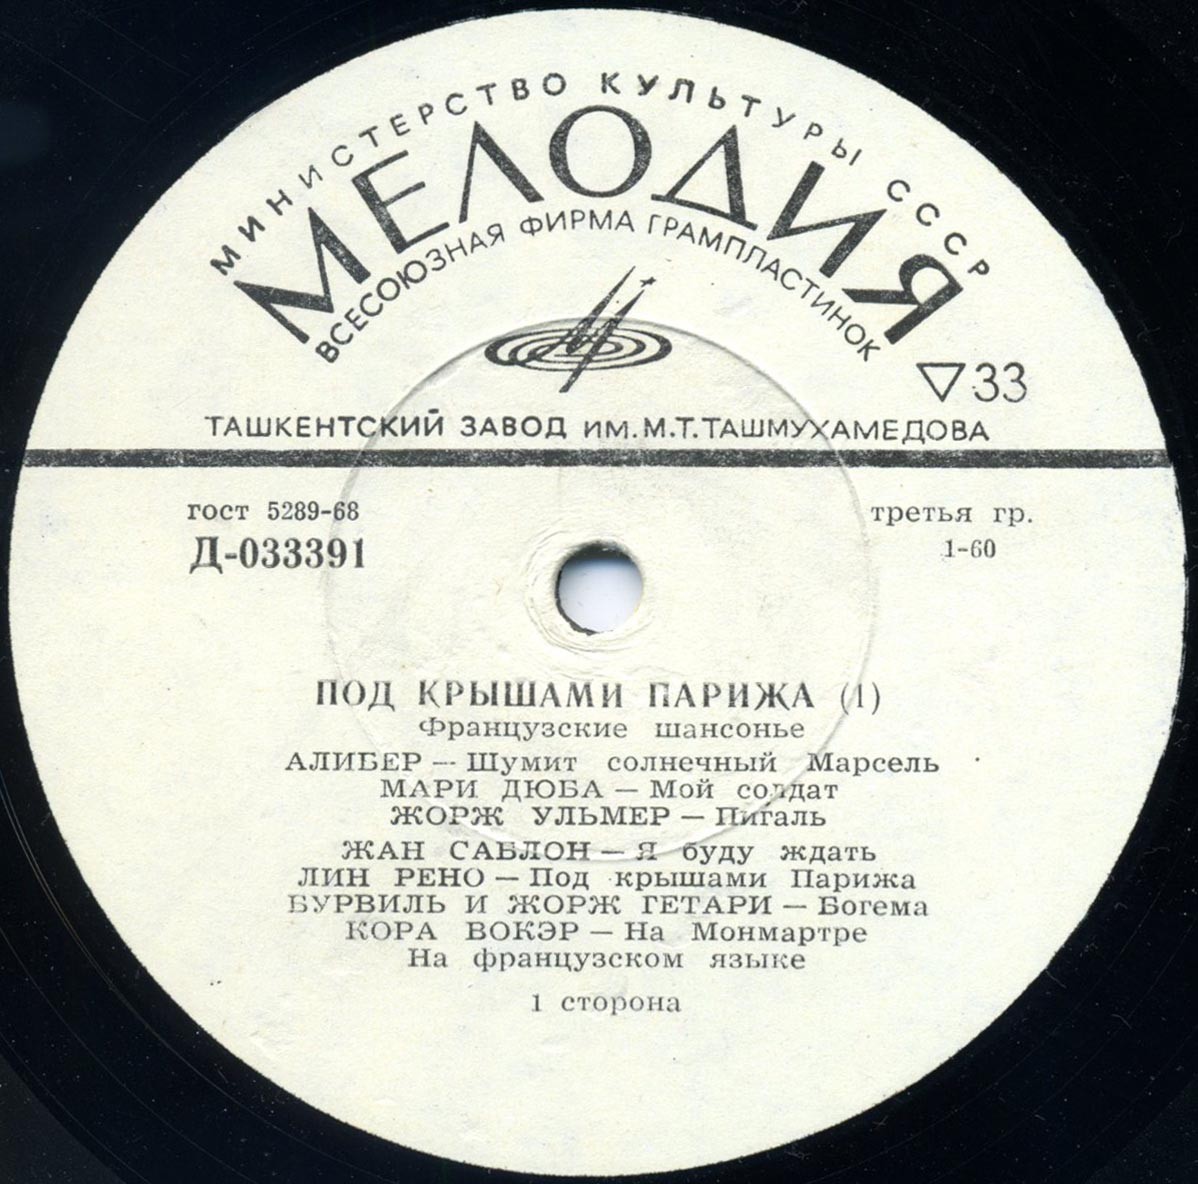 МИНИСТЕРСТВО КУЛЬТУРЫ СССР
МЕЛОДИЯ
ВСЕСОЮЗНАЯ ФИРМА ГРАМПЛАСТИНОК
▽33
ТАШКЕНТСКИЙ ЗАВОД ИМ. М.Т. ТАШМУХАМЕДОВА
гост 5289-68
третья гр.
Д-033391
1-60
ПОД КРЫШАМИ ПАРИЖА (1)
Французские шансонье
АЛИБЕР — Шумит солнечный Марсель
МАРИ ДЮБА — Мой солдат
ЖОРЖ УЛЬМЕР — Пигаль
ЖАН САБЛОН — Я буду ждать
ЛИН РЕНО — Под крышами Парижа
БУРВИЛЬ И ЖОРЖ ГЕТАРИ — Богема
КОРА ВОКЭР — На Монмартре
На французском языке
1 сторона